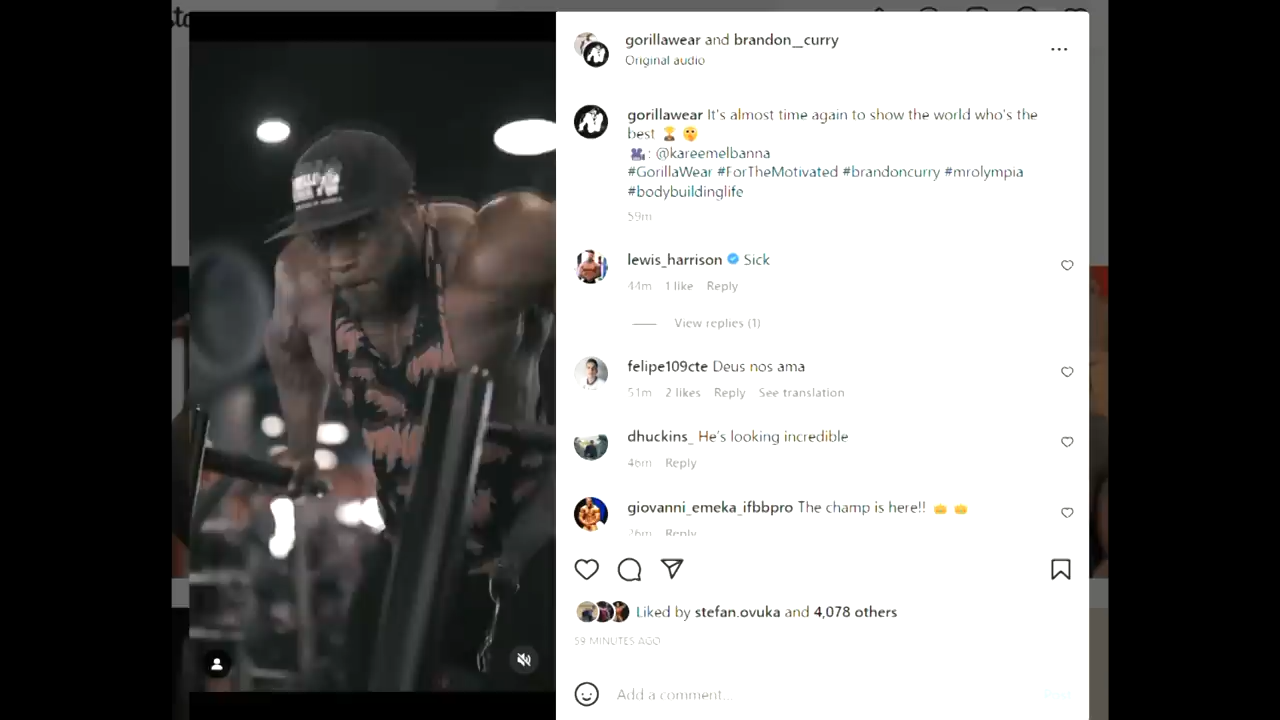 gorillawear and brandon__curry
Original audio
gorillawear It's almost time again to show the world who's the
best 🏆 🤫
🎥: @kareemelbanna
#GorillaWear #ForTheMotivated #brandoncurry #mrolympia
#bodybuildinglife
59m
lewis_harrison Sick
44m 1 like Reply
View replies (1)
felipe109cte Deus nos ama
51m 2 likes Reply See translation
dhuckins_ He's looking incredible
46m Reply
giovanni_emeka_ifbbpro The champ is here!!
26m Reply
Liked by stefan.ovuka and 4,078 others
59 MINUTES AGO
Add a comment...
Post